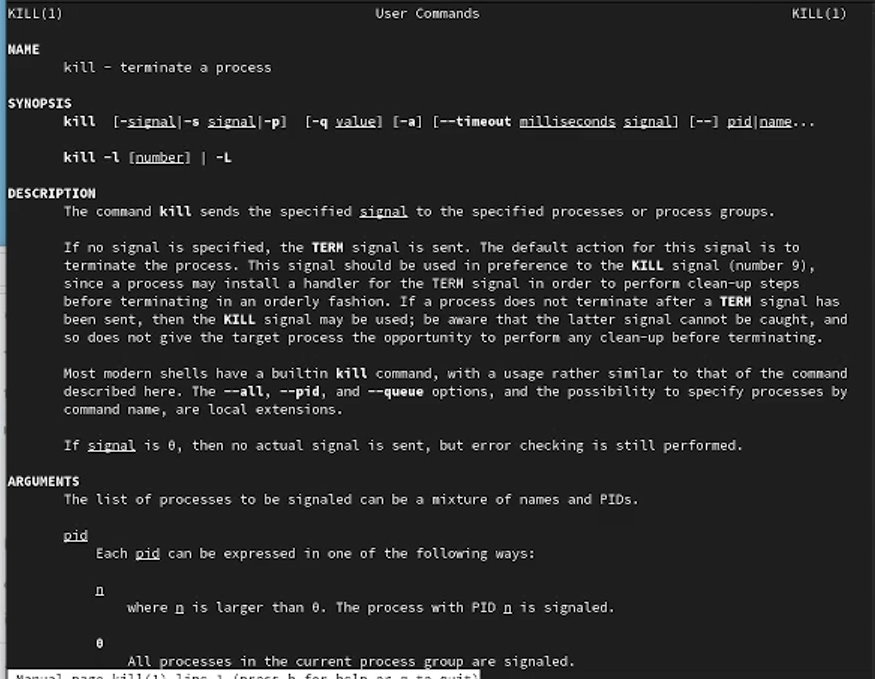 KILL(1) User Commands KILL(1)
NAME
kill - terminate a process
SYNOPSIS
kill [-signal|-s signal|-p] [-q value] [-a] [--timeout milliseconds signal] [--] pid|name...
kill -l [number] | -L
DESCRIPTION
The command kill sends the specified signal to the specified processes or process groups.
If no signal is specified, the TERM signal is sent. The default action for this signal is to
terminate the process. This signal should be used in preference to the KILL signal (number 9),
since a process may install a handler for the TERM signal in order to perform clean-up steps
before terminating in an orderly fashion. If a process does not terminate after a TERM signal has
been sent, then the KILL signal may be used; be aware that the latter signal cannot be caught, and
so does not give the target process the opportunity to perform any clean-up before terminating.
Most modern shells have a builtin kill command, with a usage rather similar to that of the command
described here. The --all, --pid, and --queue options, and the possibility to specify processes by
command name, are local extensions.
If signal is 0, then no actual signal is sent, but error checking is still performed.
ARGUMENTS
The list of processes to be signaled can be a mixture of names and PIDs.
pid
Each pid can be expressed in one of the following ways:
n
where n is larger than 0. The process with PID n is signaled.
0
All processes in the current process group are signaled.
Manual page kill(1) line 1 (press h for help or q to quit)